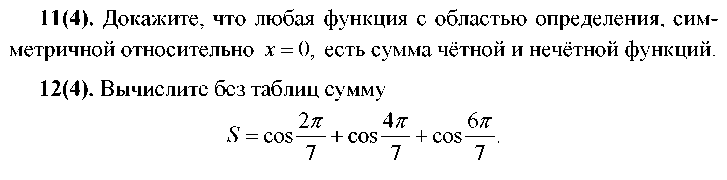 11(4). Докажите, что любая функция с областью определения, сим-
метричной относительно x = 0, есть сумма чётной и нечётной функций.
12(4). Вычислите без таблиц сумму
S = cos 2π/7 + cos 4π/7 + cos 6π/7.